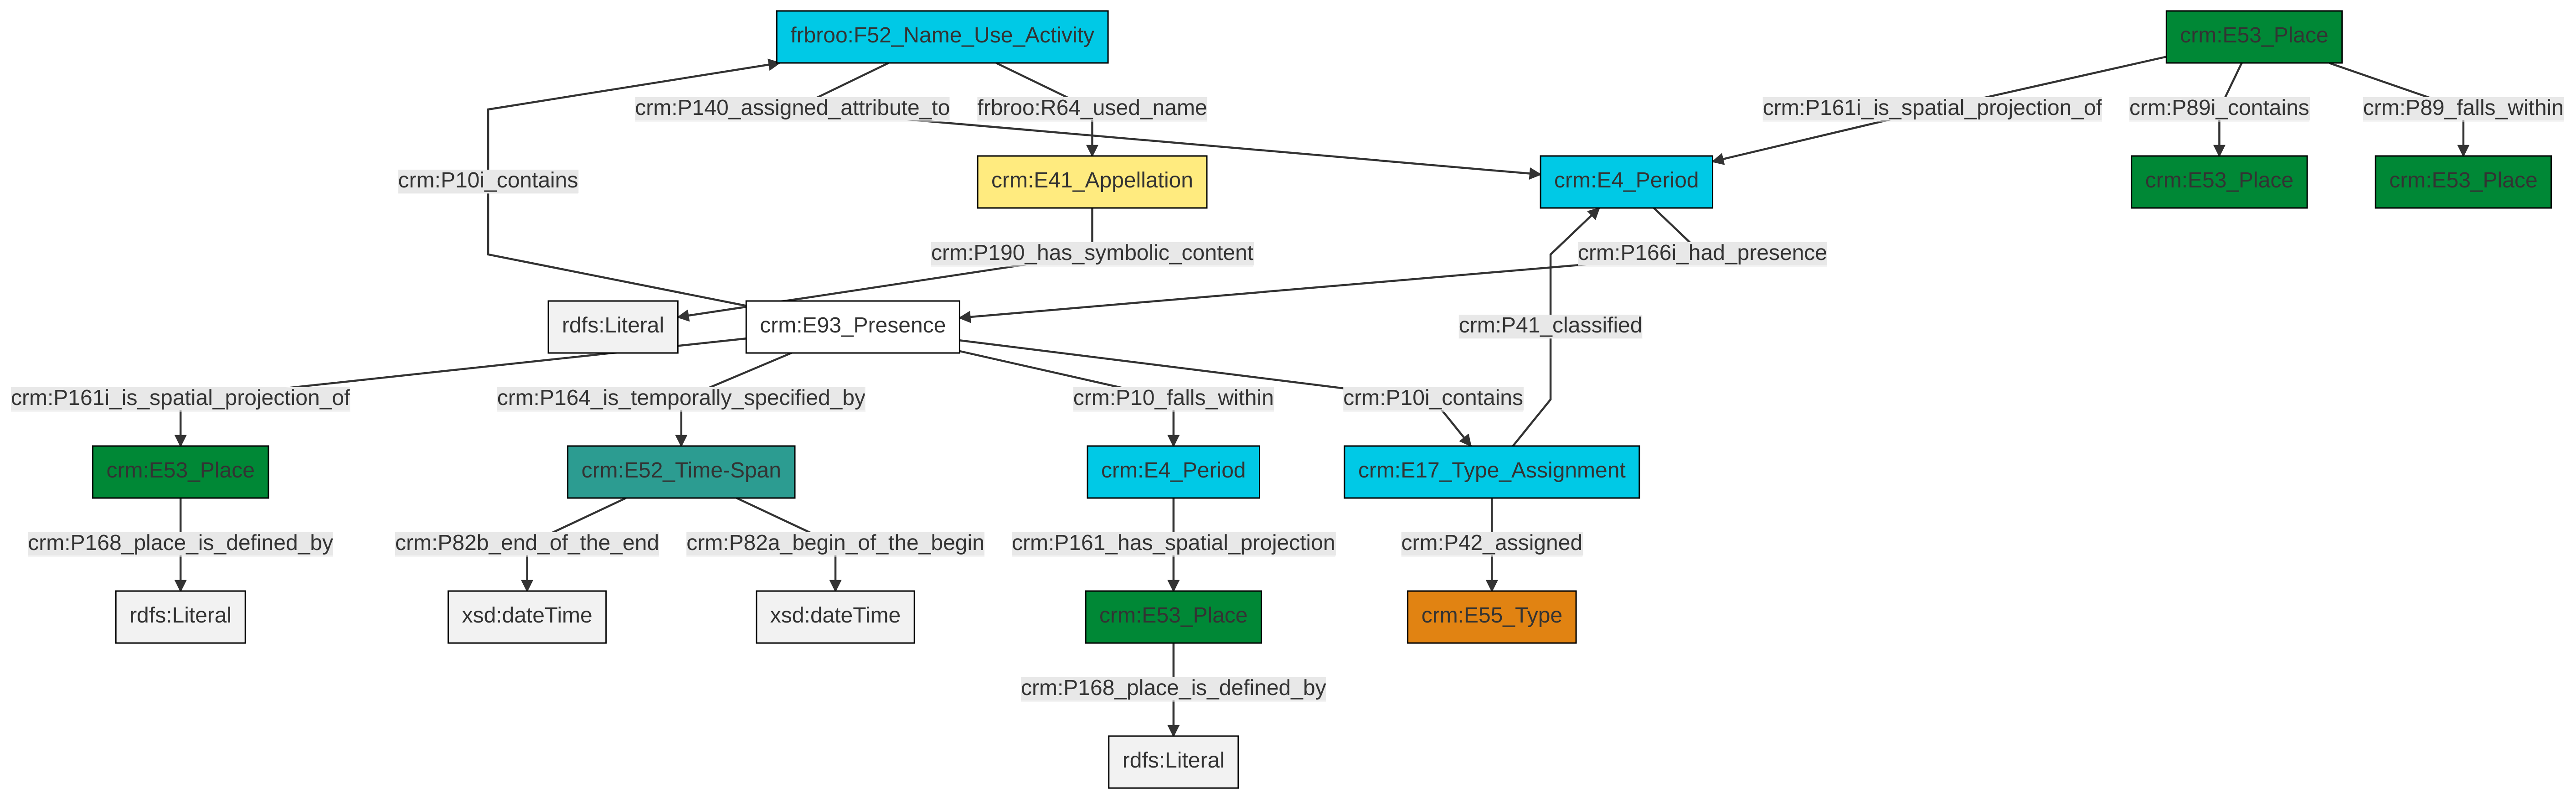 frbroo:F52_Name_Use_Activity
crm:E53_Place
crm:P140_assigned_attribute_to
frbroo:R64_used_name
crm:P161i_is_spatial_projection_of
crm:P89i_contains
crm:P89_falls_within
crm:P10i_contains
crm:E41_Appellation
crm:E4_Period
crm:E53_Place
crm:E53_Place
crm:P190_has_symbolic_content
crm:P166i_had_presence
rdfs:Literal
crm:E93_Presence
crm:P41_classified
crm:P161i_is_spatial_projection_of
crm:P164_is_temporally_specified_by
crm:P10_falls_within
crm:P10i_contains
crm:E53_Place
crm:E52_Time-Span
crm:E4_Period
crm:E17_Type_Assignment
crm:P168_place_is_defined_by
crm:P82b_end_of_the_end
crm:P82a_begin_of_the_begin
crm:P161_has_spatial_projection
crm:P42_assigned
rdfs:Literal
xsd:dateTime
xsd:dateTime
crm:E53_Place
crm:E55_Type
crm:P168_place_is_defined_by
rdfs:Literal